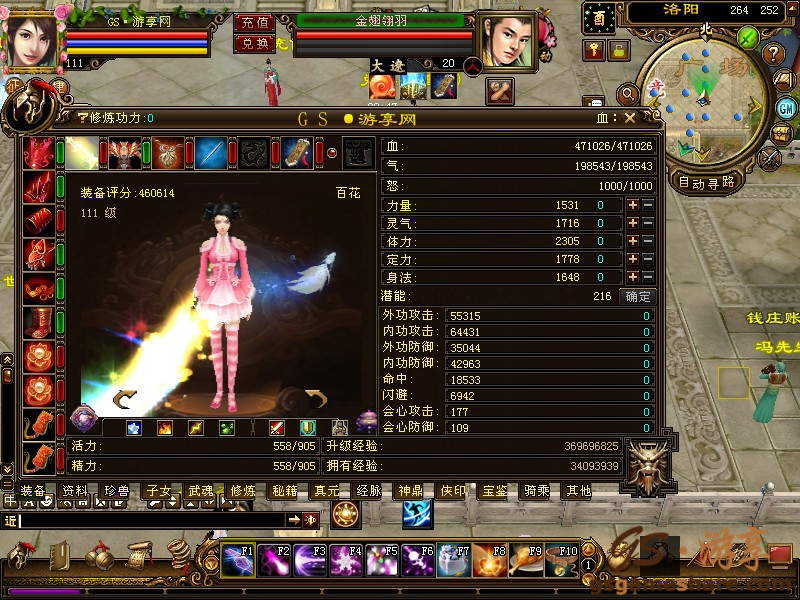 GS·游享网
充值
兑换
金翅翎羽
洛阳 264 252
酉
北
111
大遼
20
广场
GM
修炼功力:0
GS ●游享网
血:
自动寻路
装备评分:460614
百花
111 级
血: 471026/471026
气: 198543/198543
怒: 1000/1000
力量: 1531 0
灵气: 1716 0
体力: 2305 0
定力: 1778 0
身法: 1648 0
潜能: 216 确定
外功攻击: 55315 0
内功攻击: 64431 0
外功防御: 35044 0
内功防御: 42963 0
命中: 18533 0
闪避: 6942 0
会心攻击: 177 0
会心防御: 109 0
钱庄账
冯先生
活力: 558/905 升级经验: 369696825
精力: 558/905 拥有经验: 34093939
装备 资料 珍兽 子女 武魂 修炼 秘籍 真元 经脉 神鼎 侠印 宝鉴 骑乘 其他
近
F1 F2 F3 F4 F5 F6 F7 F8 F9 F10
1